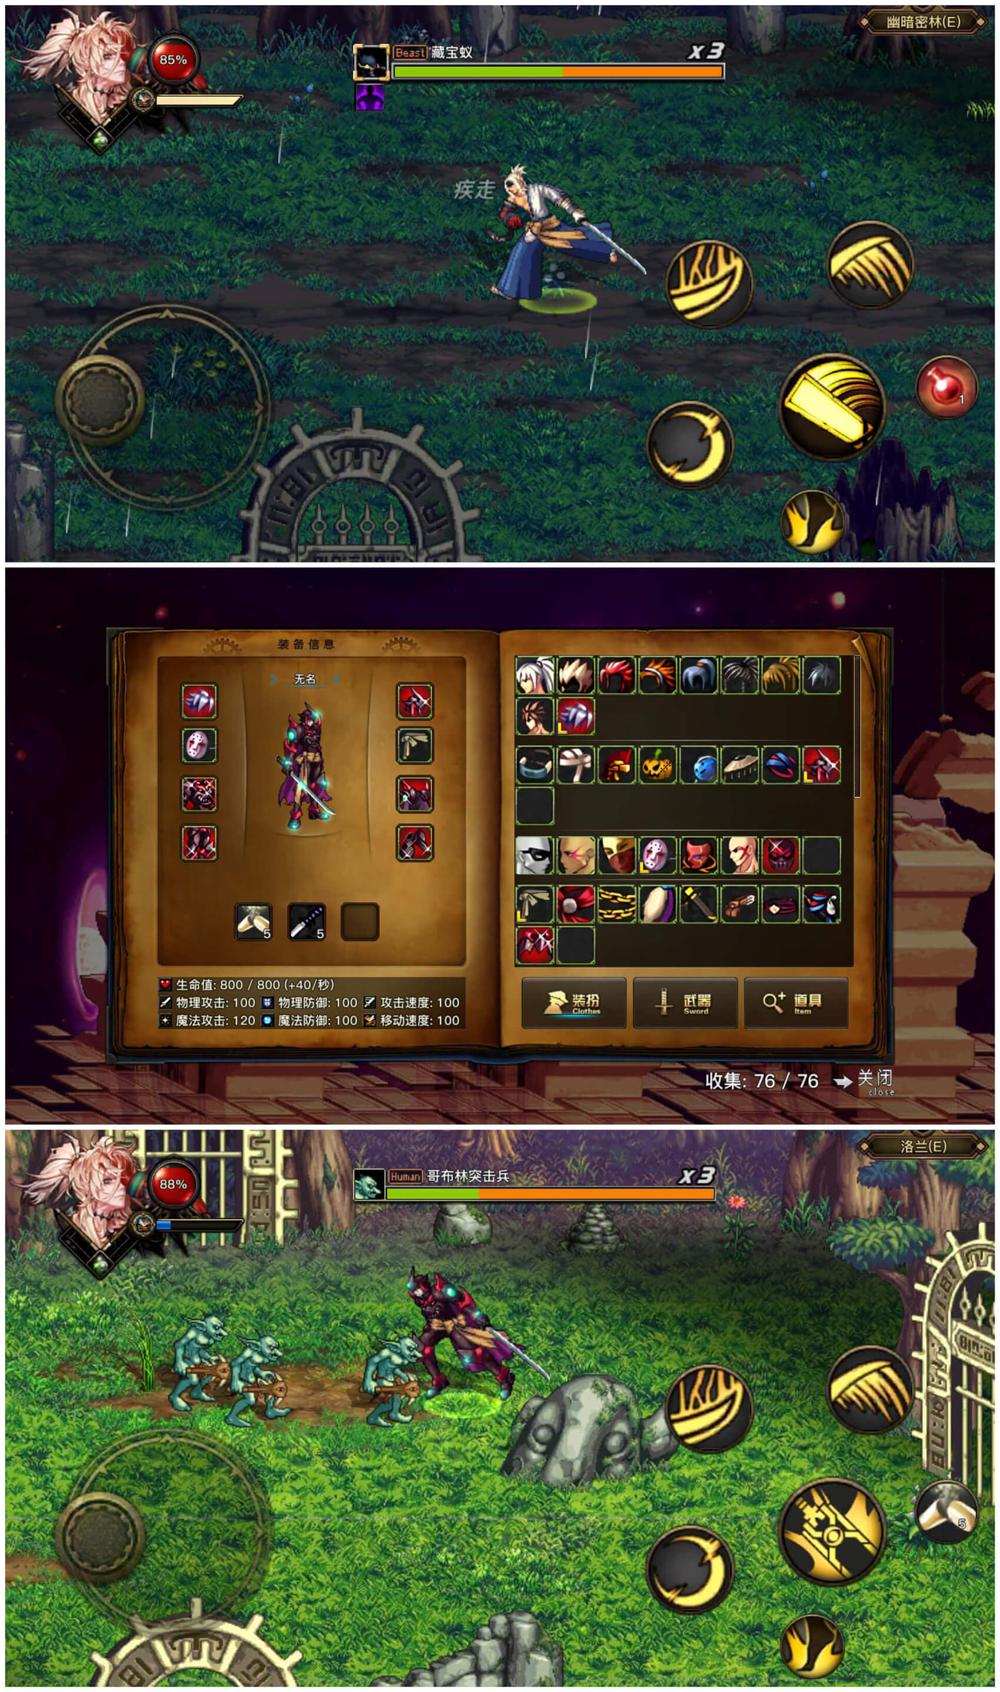 85%
Beast 藏宝蚁
x3
幽暗密林(E)
疾走
1
装备信息
无名
5
5
生命值: 800 / 800 (+40/秒)
物理攻击: 100 物理防御: 100 攻击速度: 100
魔法攻击: 120 魔法防御: 100 移动速度: 100
装扮
Clothes
武器
Sword
道具
Item
收集: 76 / 76
关闭
close
88%
Human 哥布林突击兵
x3
洛兰(E)
5